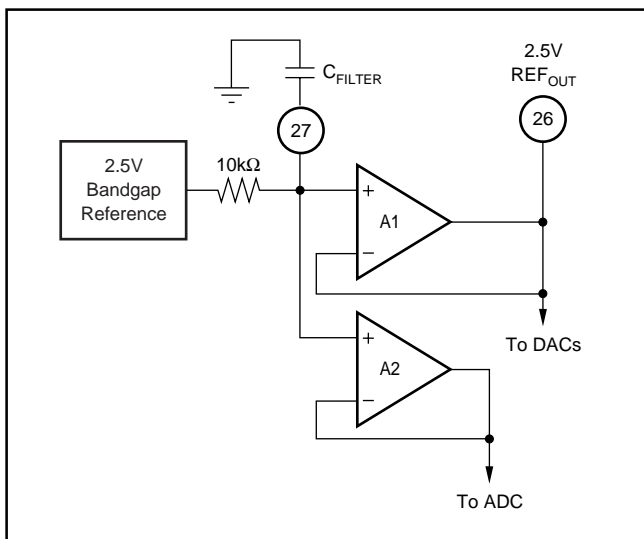 2.5V
REFOUT
CFILTER
27
26
2.5V
Bandgap
Reference
10kΩ
+
A1
−
To DACs
+
A2
−
To ADC